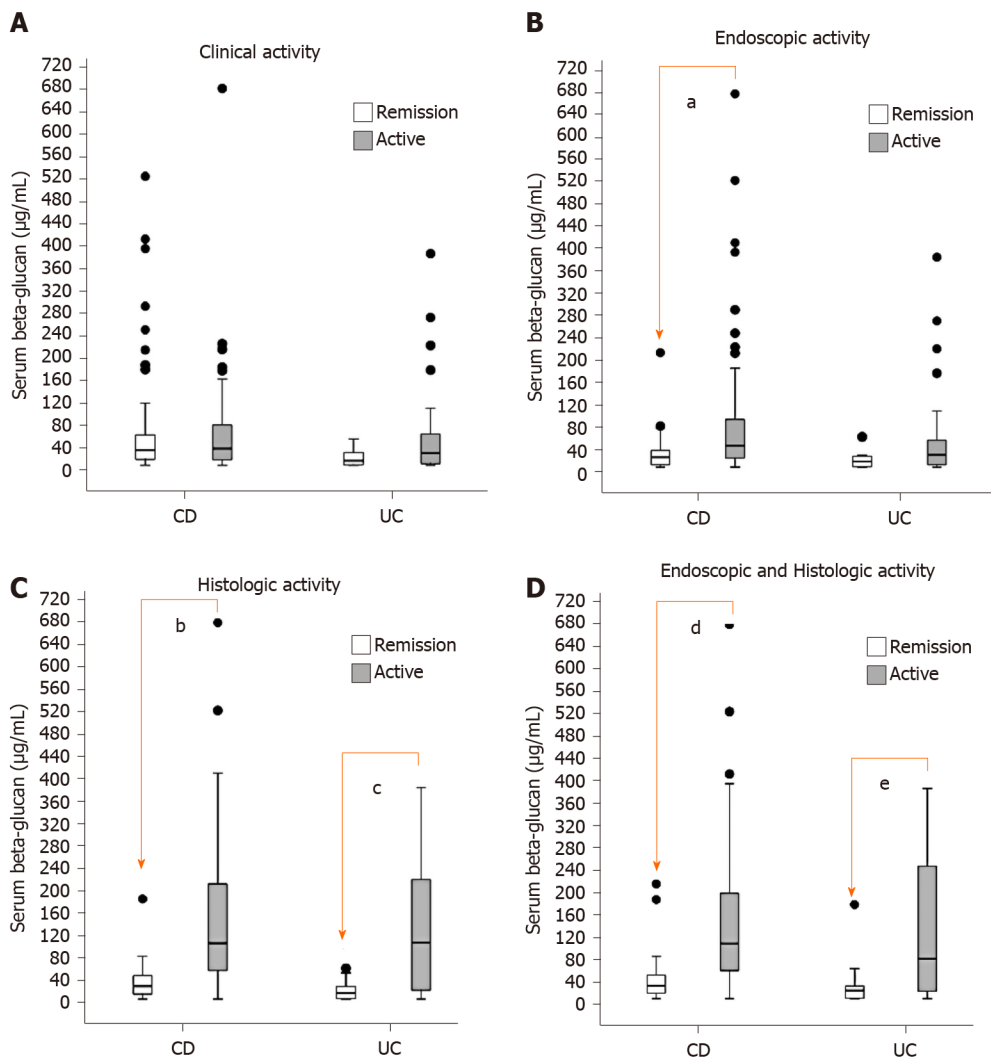 A
Clinical activity
Serum beta-glucan (µg/mL)
720
680
640
600
560
520
480
440
400
360
320
280
240
200
160
120
80
40
0
Remission
Active
CD
UC
B
Endoscopic activity
Serum beta-glucan (µg/mL)
720
680
640
600
560
520
480
440
400
360
320
280
240
200
160
120
80
40
0
a
Remission
Active
CD
UC
C
Histologic activity
Serum beta-glucan (µg/mL)
720
680
640
600
560
520
480
440
400
360
320
280
240
200
160
120
80
40
0
b
c
Remission
Active
CD
UC
D
Endoscopic and Histologic activity
Serum beta-glucan (µg/mL)
720
680
640
600
560
520
480
440
400
360
320
280
240
200
160
120
80
40
0
d
e
Remission
Active
CD
UC